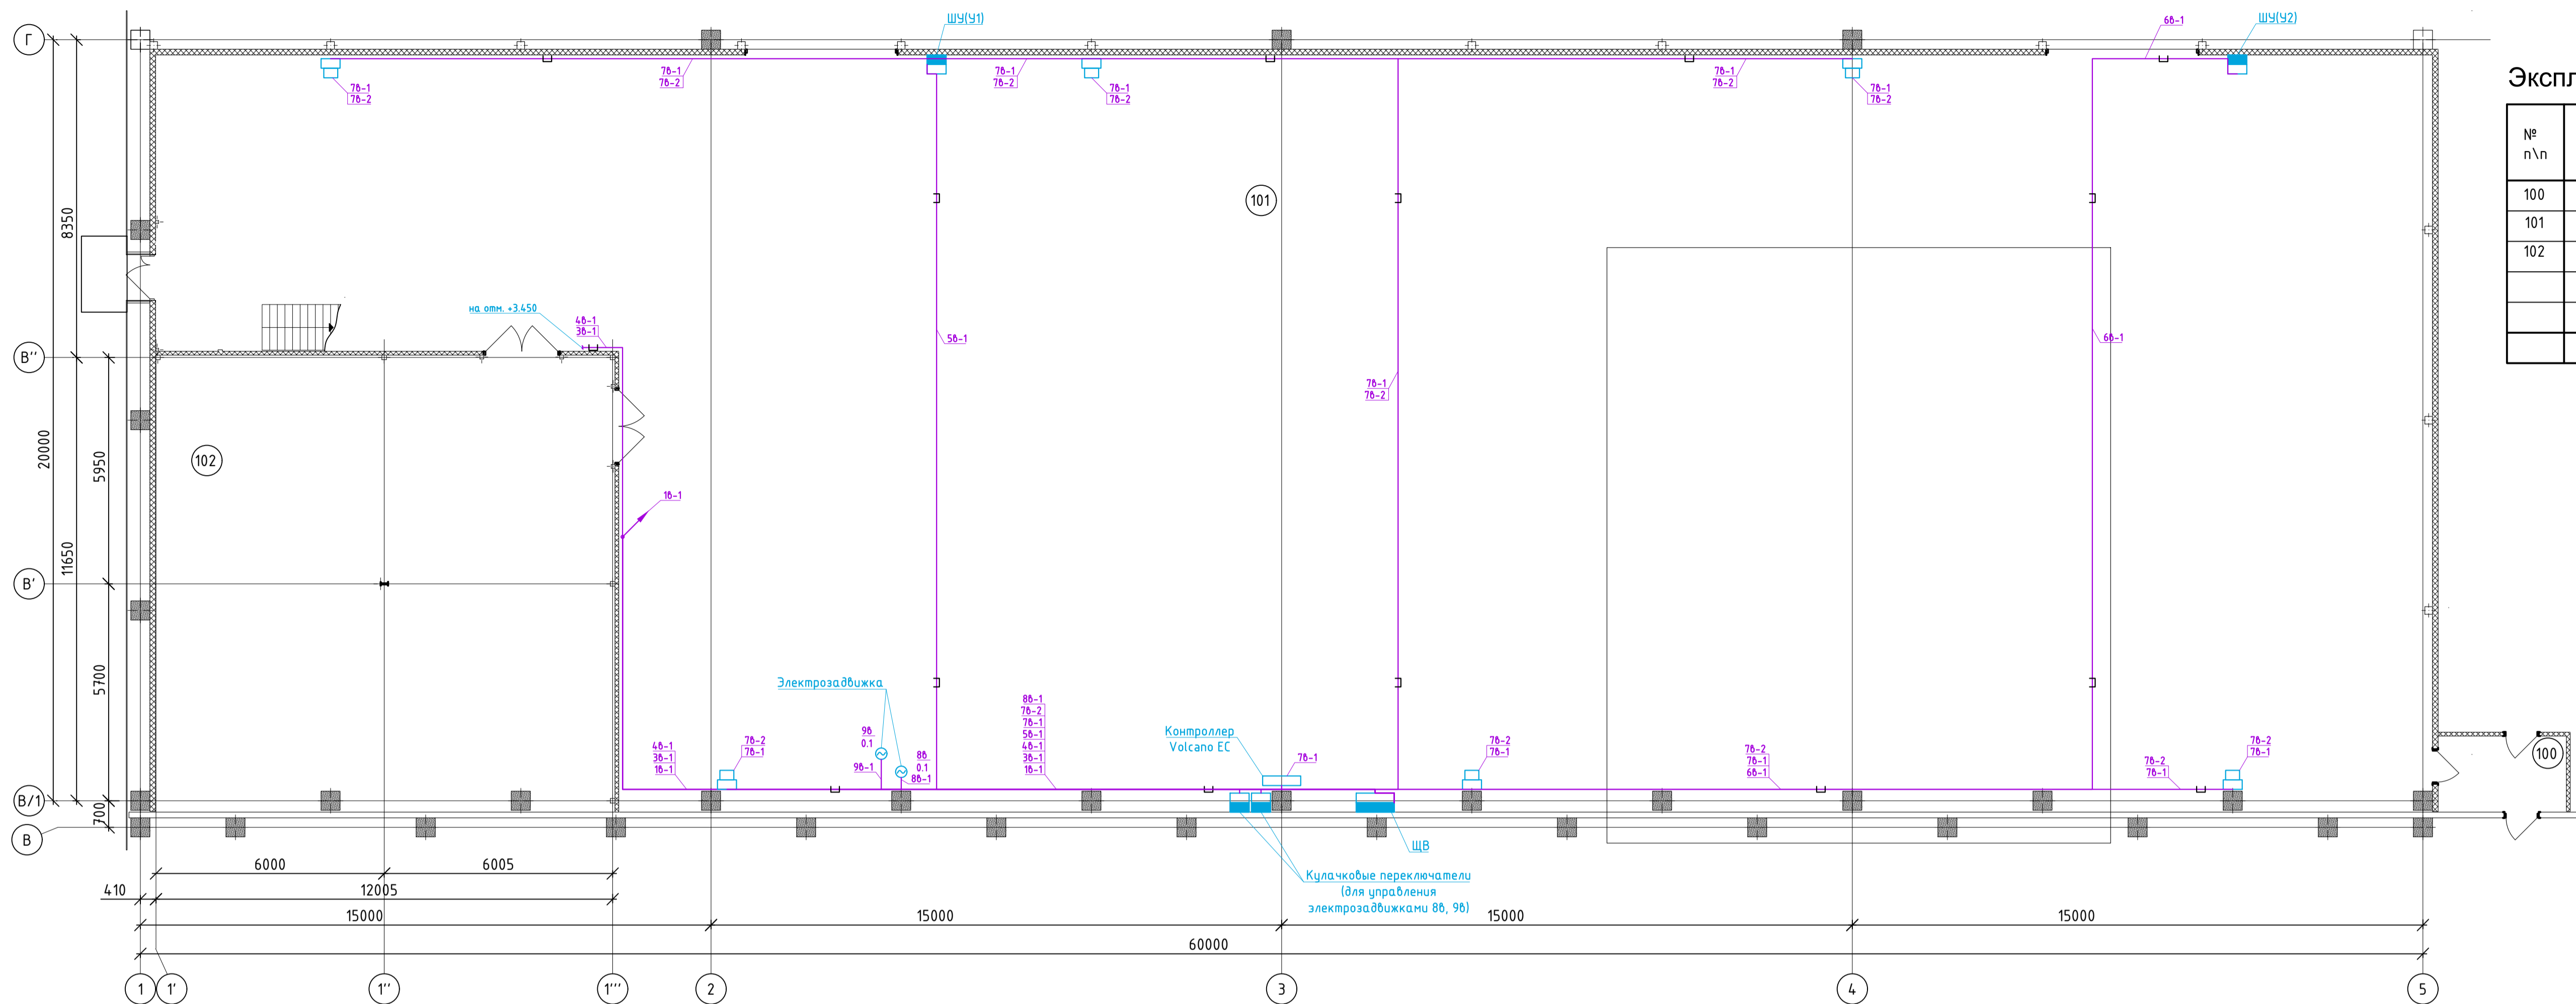 ШУ(У1)
6в-1
ШУ(У2)
Г
7в-1
7в-2
7в-1
7в-2
7в-1
7в-2
7в-1
7в-2
7в-1
7в-2
7в-1
7в-2
Экспл
№
п\п
100
101
102
101
8350
на отм. +3.450
4в-1
3в-1
5в-1
6в-1
В''
7в-1
7в-2
20000
5950
102
1в-1
11650
В'
5700
Электрозадвижка
9в
0.1
8в
0.1
9в-1
8в-1
4в-1
3в-1
1в-1
7в-2
7в-1
8в-1
7в-2
7в-1
5в-1
4в-1
3в-1
1в-1
Контроллер
Volcano EC
7в-1
7в-2
7в-1
7в-2
7в-1
6в-1
7в-2
7в-1
7в-2
7в-1
100
В/1
700
В
ЩВ
Кулачковые переключатели
(для управления
электрозадвижками 8в, 9в)
6000
6005
410
12005
15000
15000
15000
15000
60000
1
1'
1''
1'''
2
3
4
5